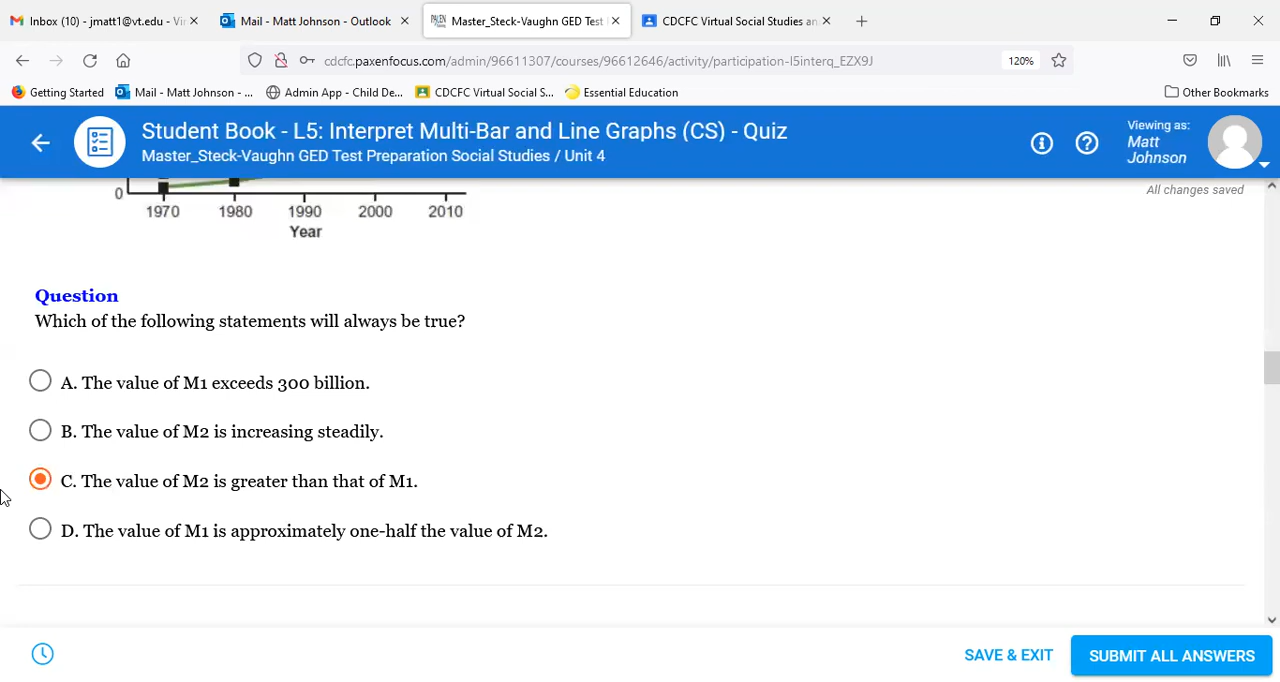 Inbox (10) - jmatt1@vt.edu - Vir
Mail - Matt Johnson - Outlook
Master_Steck-Vaughn GED Test
CDCFC Virtual Social Studies an
cdcfc.paxenfocus.com/admin/96611307/courses/96612646/activity/participation-l5interq_EZX9J
120%
Getting Started
Mail - Matt Johnson - ...
Admin App - Child De...
CDCFC Virtual Social S...
Essential Education
Other Bookmarks
Student Book - L5: Interpret Multi-Bar and Line Graphs (CS) - Quiz
Master_Steck-Vaughn GED Test Preparation Social Studies / Unit 4
Viewing as:
Matt
Johnson
All changes saved
0
1970 1980 1990 2000 2010
Year
Question
Which of the following statements will always be true?
A. The value of M1 exceeds 300 billion.
B. The value of M2 is increasing steadily.
C. The value of M2 is greater than that of M1.
D. The value of M1 is approximately one-half the value of M2.
SAVE & EXIT
SUBMIT ALL ANSWERS